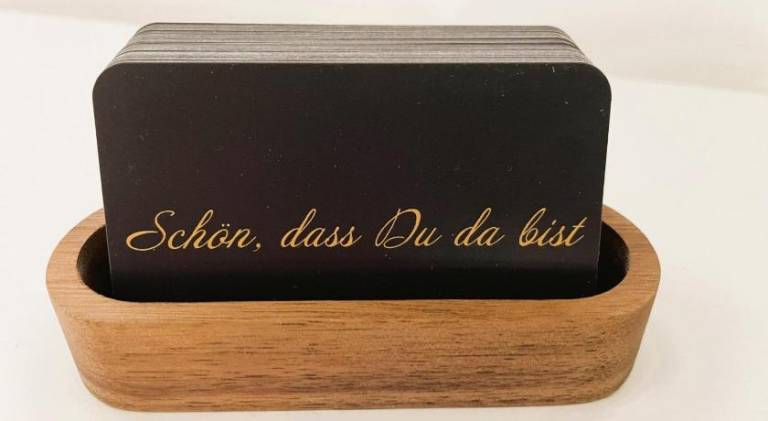 Schön, dass Du da bist